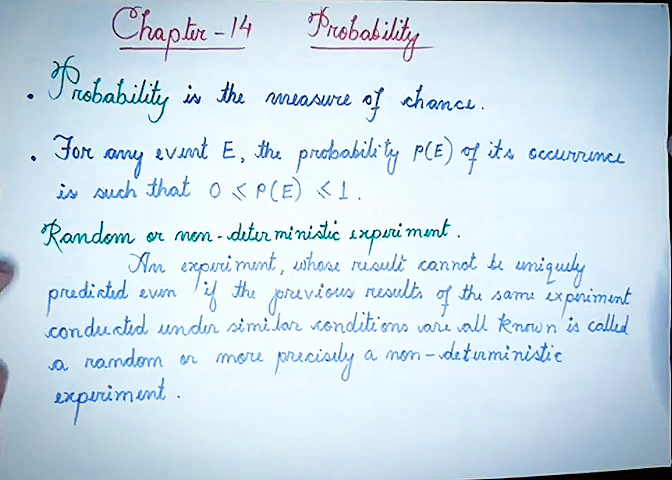 Chapter - 14 Probability
• Probability is the measure of chance.
• For any event E, the probability P(E) of its occurrence
is such that 0 ⩽ P(E) ⩽ 1.
Random or non-deterministic experiment.
An experiment, whose result cannot be uniquely
predicted even if the previous results of the same experiment
conducted under similar conditions are all known is called
a random or more precisely a non-deterministic
experiment.